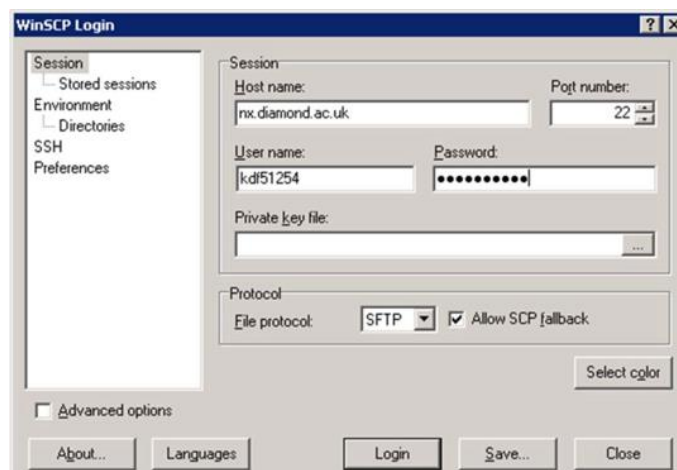 WinSCP Login
Session
Stored sessions
Environment
Directories
SSH
Preferences
Session
Host name:
Port number:
nx.diamond.ac.uk
22
User name:
Password:
kdf51254
●●●●●●●●●●
Private key file:
...
Protocol
File protocol:
SFTP
Allow SCP fallback
Select color
Advanced options
About...
Languages
Login
Save...
Close